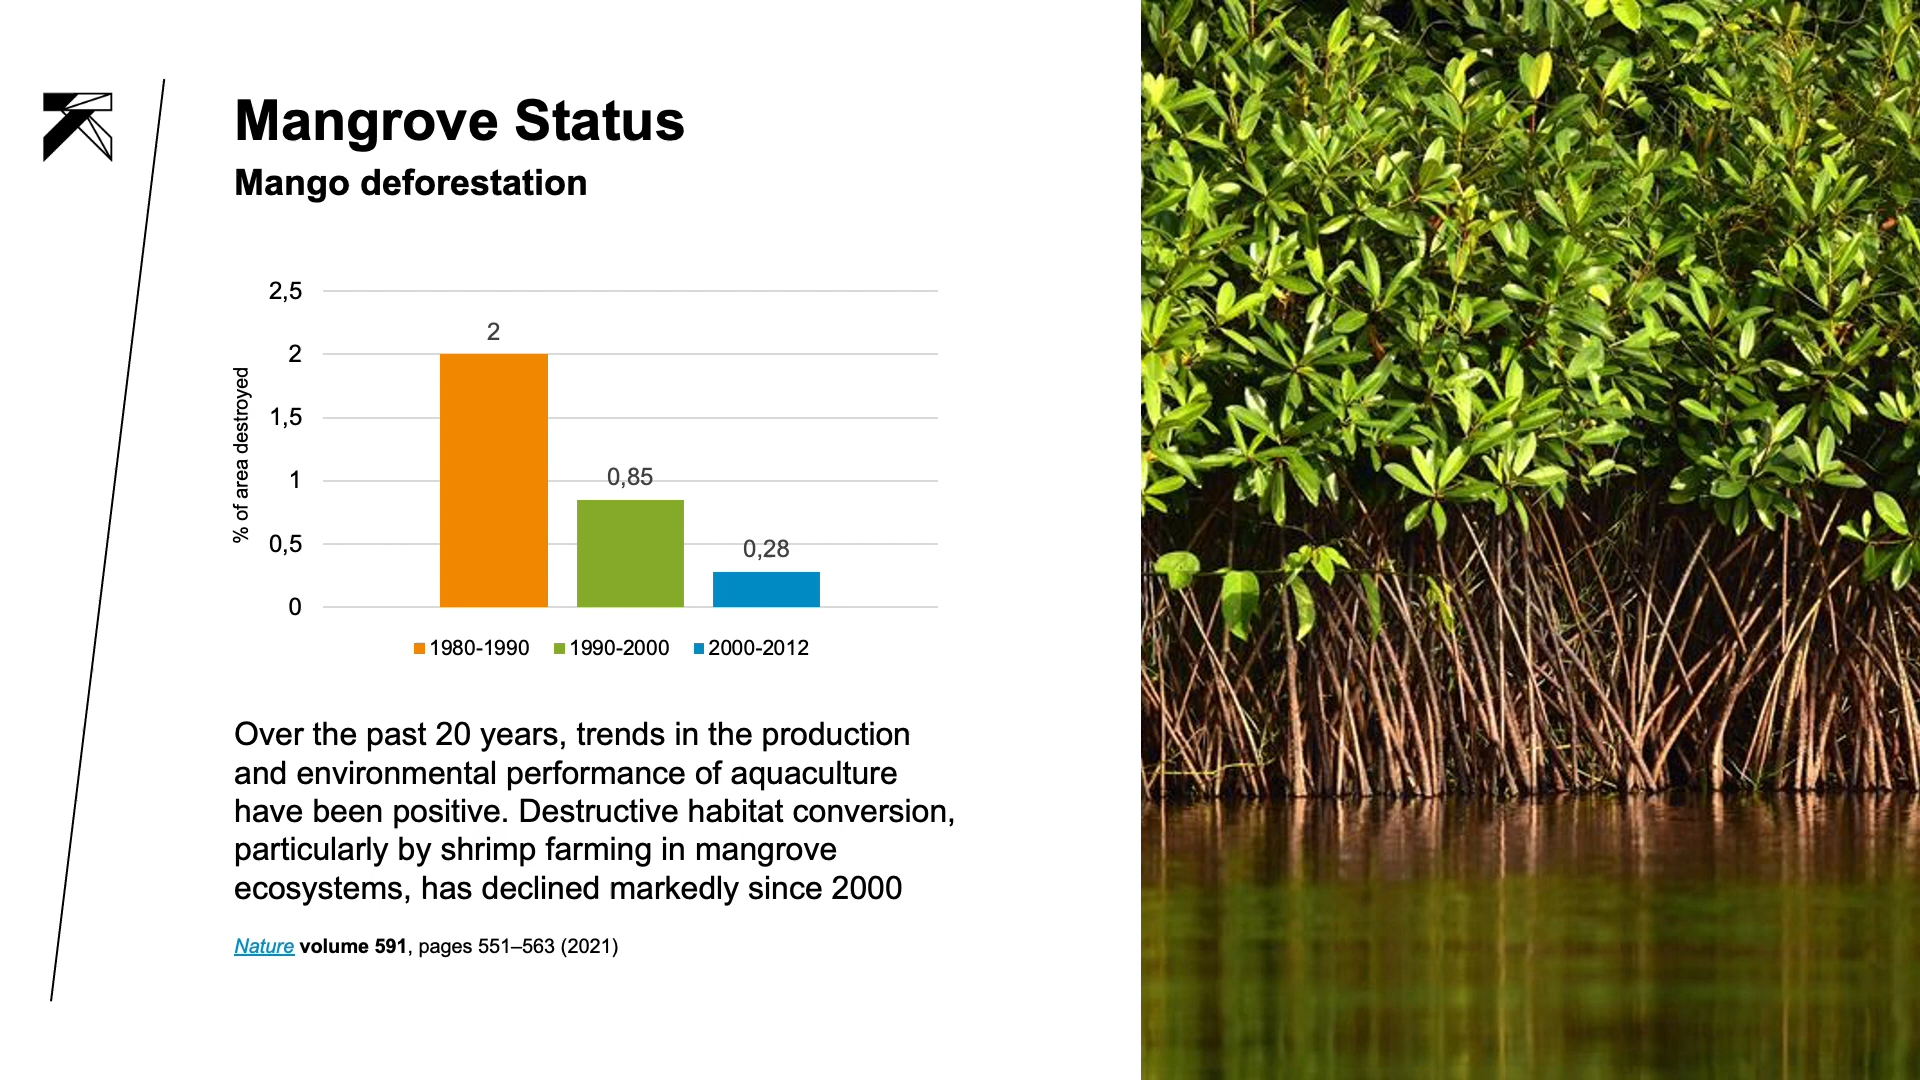 Mangrove Status
Mango deforestation
% of area destroyed
2,5
2
1,5
1
0,5
0
2
0,85
0,28
1980-1990 1990-2000 2000-2012
Over the past 20 years, trends in the production
and environmental performance of aquaculture
have been positive. Destructive habitat conversion,
particularly by shrimp farming in mangrove
ecosystems, has declined markedly since 2000
Nature volume 591, pages 551–563 (2021)